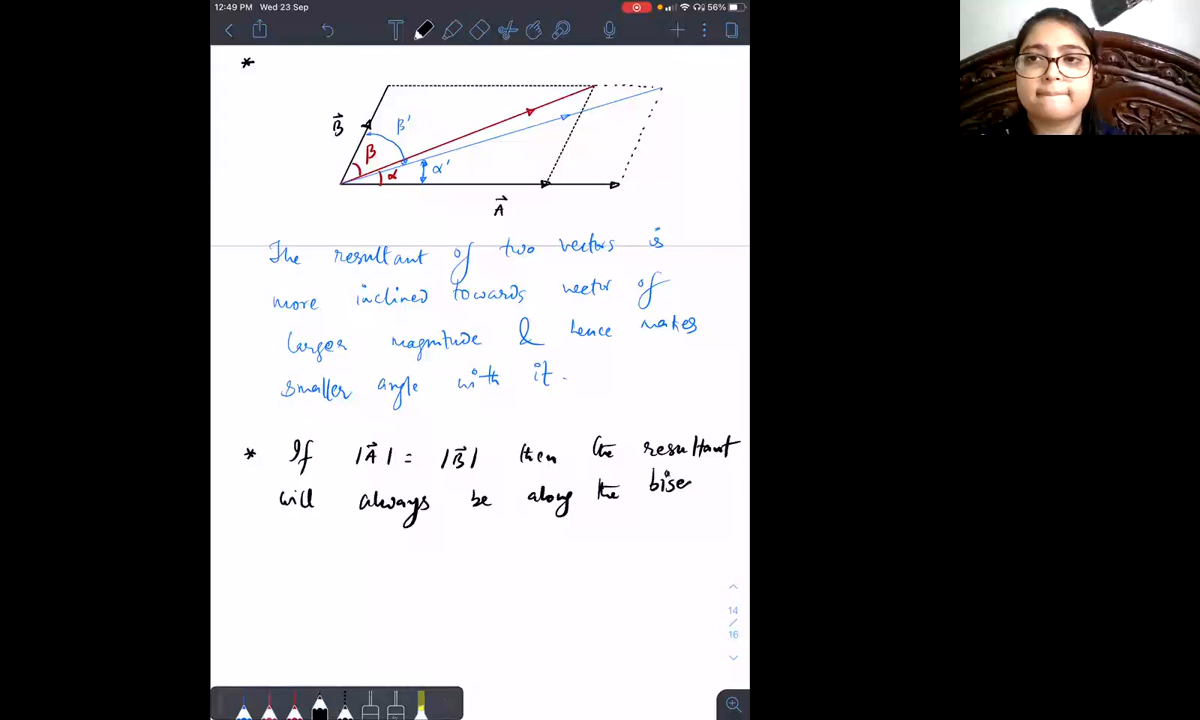 12:49 PM Wed 23 Sep
56%
*
B
β'
β
α
α'
A
The resultant of two vectors is
more inclined towards vector of
larger magnitude & hence makes
smaller angle with it.
* If |A| = |B| then the resultant
will always be along the bise
14
/
16